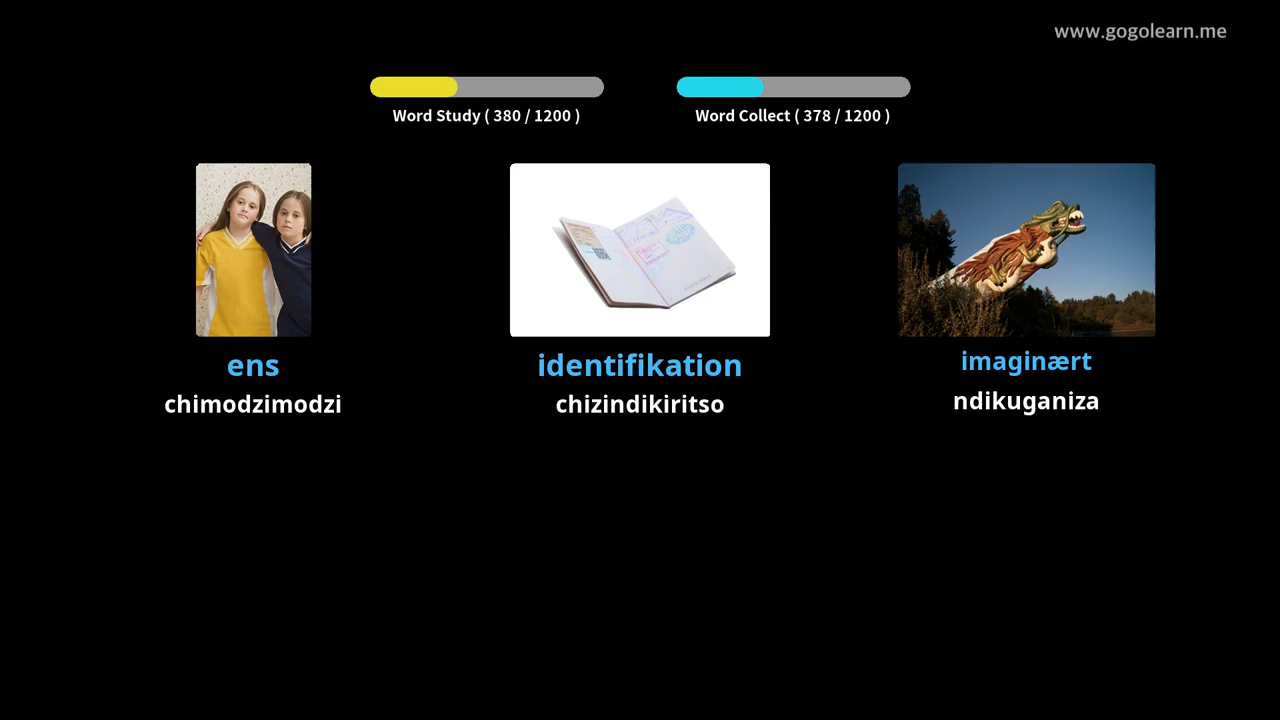 www.gogolearn.me
Word Study ( 380 / 1200 )
Word Collect ( 378 / 1200 )
ens
chimodzimodzi
identifikation
chizindikiritso
imaginært
ndikuganiza